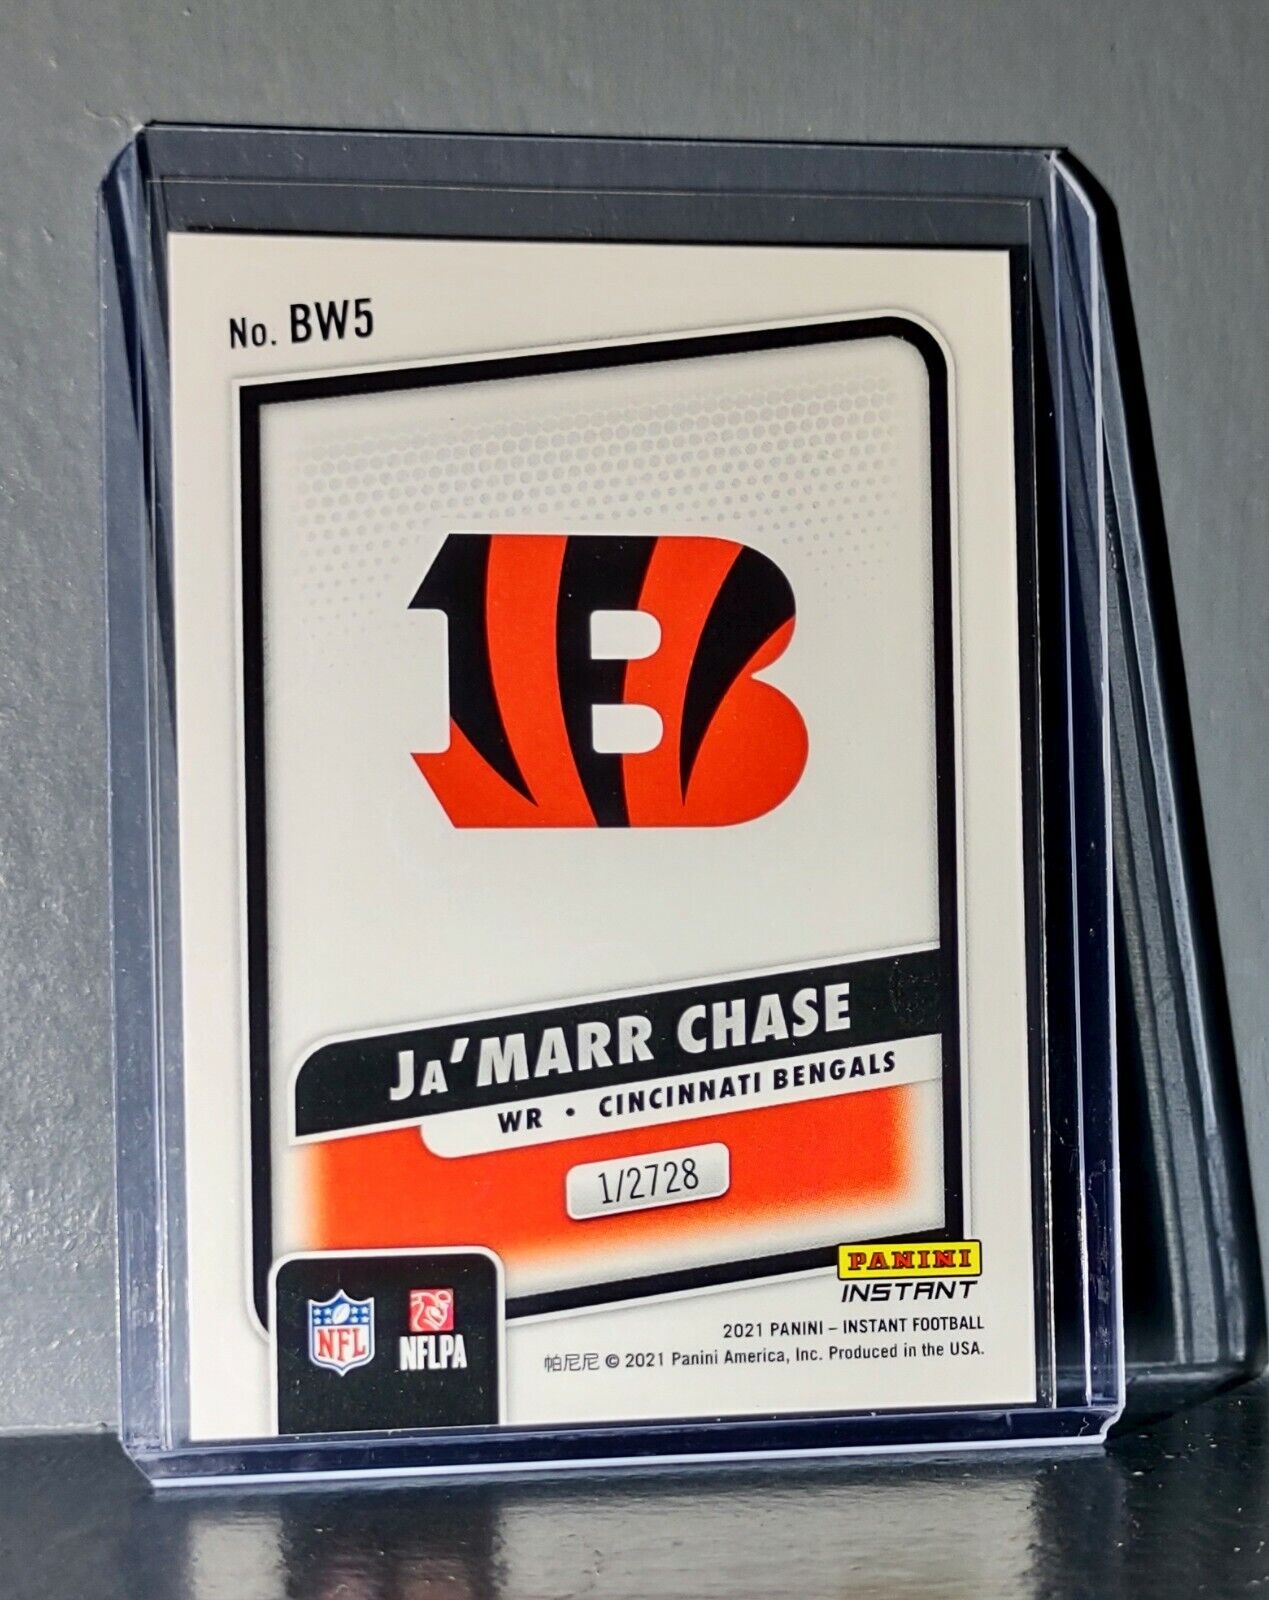 No. BW5
B
JA'MARR CHASE
WR • CINCINNATI BENGALS
1/2728
PANINI
INSTANT
NFL
NFLPA
2021 PANINI – INSTANT FOOTBALL
帕尼尼 © 2021 Panini America, Inc. Produced in the USA.